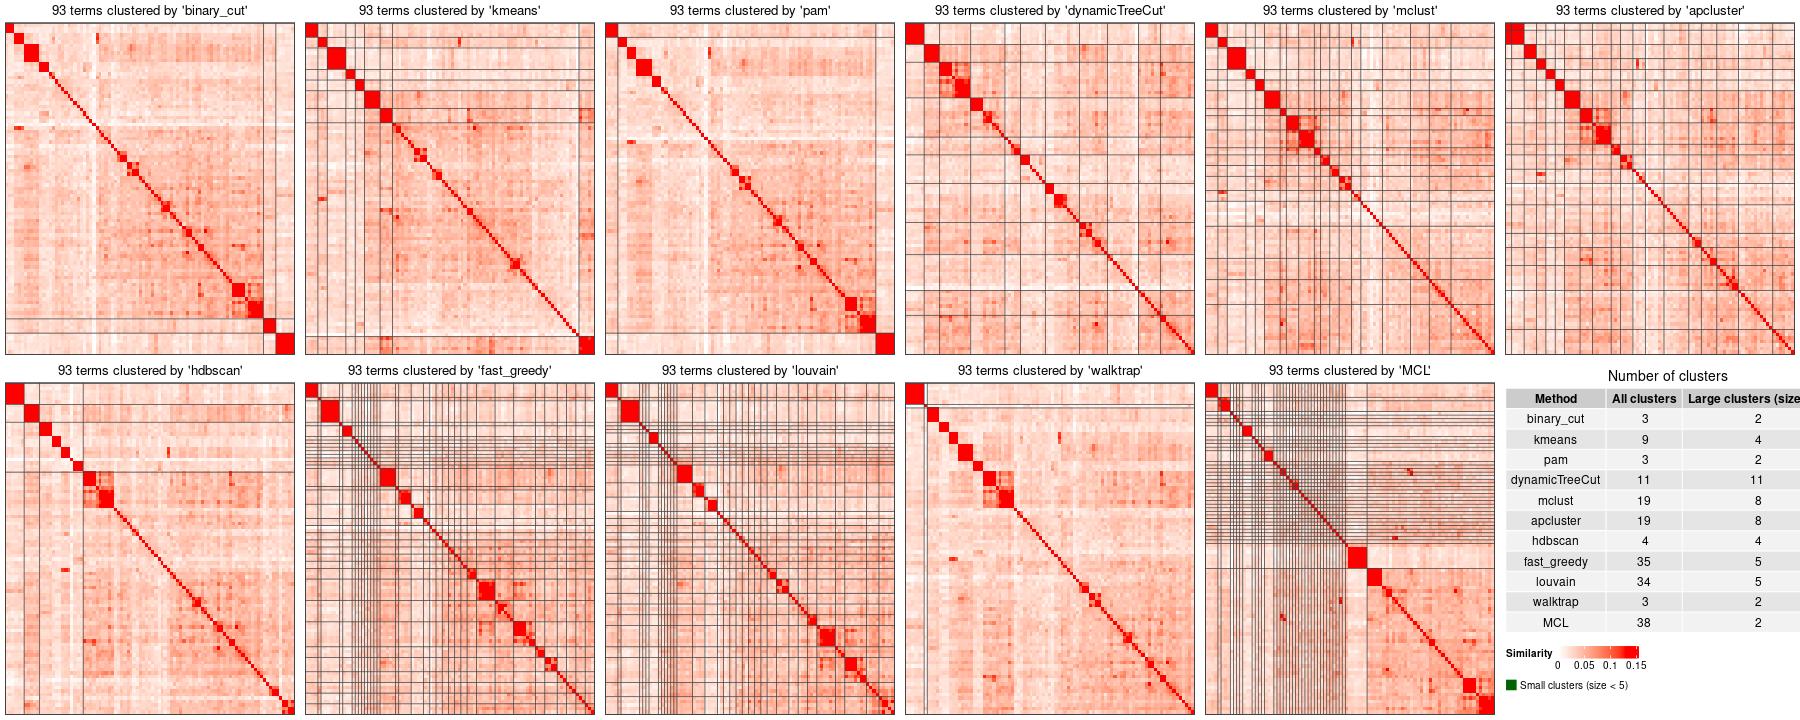 93 terms clustered by 'binary_cut'
93 terms clustered by 'kmeans'
93 terms clustered by 'pam'
93 terms clustered by 'dynamicTreeCut'
93 terms clustered by 'mclust'
93 terms clustered by 'apcluster'
93 terms clustered by 'hdbscan'
93 terms clustered by 'fast_greedy'
93 terms clustered by 'louvain'
93 terms clustered by 'walktrap'
93 terms clustered by 'MCL'
Number of clusters
Method All clusters Large clusters (size
binary_cut 3 2
kmeans 9 4
pam 3 2
dynamicTreeCut 11 11
mclust 19 8
apcluster 19 8
hdbscan 4 4
fast_greedy 35 5
louvain 34 5
walktrap 3 2
MCL 38 2
Similarity
0 0.05 0.1 0.15
Small clusters (size < 5)